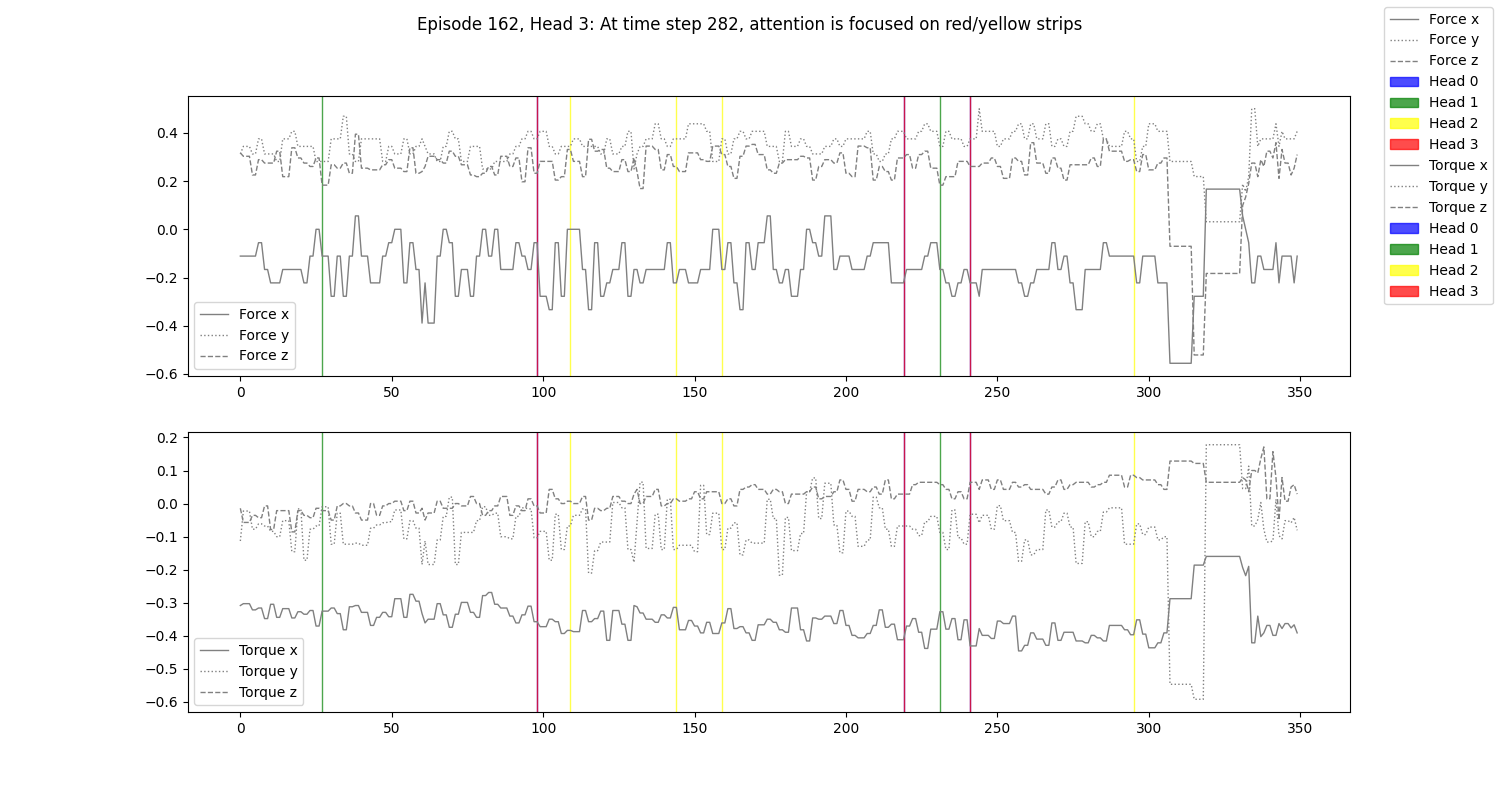 Episode 162, Head 3: At time step 282, attention is focused on red/yellow strips
Force x
Force y
Force z
Head 0
Head 1
Head 2
Head 3
Torque x
Torque y
Torque z
Head 0
Head 1
Head 2
Head 3
0.4
0.2
0.0
−0.2
−0.4
−0.6
Force x
Force y
Force z
0 50 100 150 200 250 300 350
0.2
0.1
0.0
−0.1
−0.2
−0.3
−0.4
−0.5
−0.6
Torque x
Torque y
Torque z
0 50 100 150 200 250 300 350